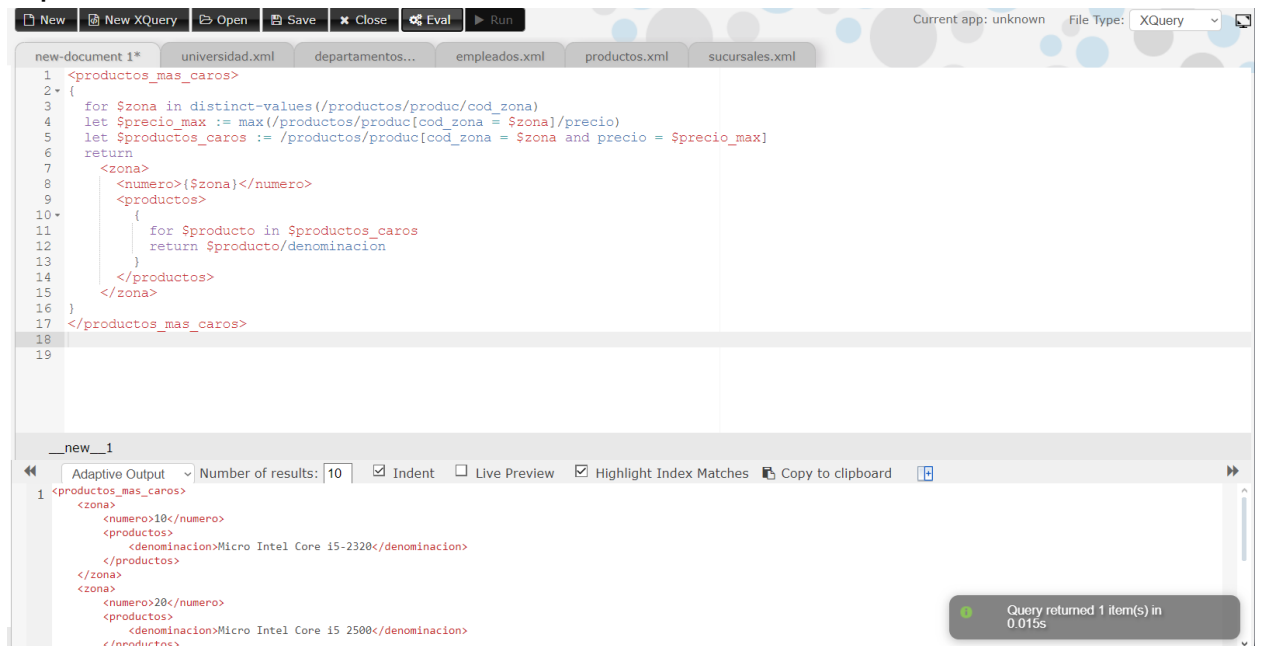 New New XQuery Open Save Close Eval Run Current app: unknown File Type: XQuery
new-document 1* universidad.xml departamentos... empleados.xml productos.xml sucursales.xml
1 <productos_mas_caros>
2 {
3 for $zona in distinct-values(/productos/produc/cod_zona)
4 let $precio_max := max(/productos/produc[cod_zona = $zona]/precio)
5 let $productos_caros := /productos/produc[cod_zona = $zona and precio = $precio_max]
6 return
7 <zona>
8 <numero>{$zona}</numero>
9 <productos>
10 {
11 for $producto in $productos_caros
12 return $producto/denominacion
13 }
14 </productos>
15 </zona>
16 }
17 </productos_mas_caros>
18
19
__new__1
Adaptive Output Number of results: 10 Indent Live Preview Highlight Index Matches Copy to clipboard
1 <productos_mas_caros>
<zona>
<numero>10</numero>
<productos>
<denominacion>Micro Intel Core i5-2320</denominacion>
</productos>
</zona>
<zona>
<numero>20</numero>
<productos>
<denominacion>Micro Intel Core i5 2500</denominacion>
</productos>
Query returned 1 item(s) in
0.015s